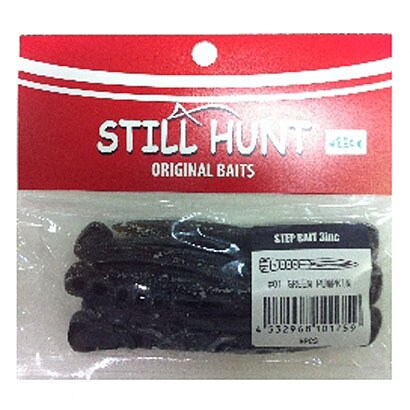 STILL HUNT
ORIGINAL BAITS
STEP BAIT 3inc
#01 GREEN PUMPKIN
4 532968 101759